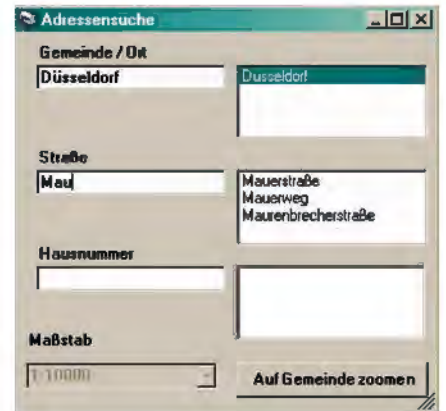 Adressensuche
Gemeinde / Ort
Düsseldorf
Dusseldorf
Straße
Mau
Mauerstraße
Mauerweg
Maurenbrecherstraße
Hausnummer
Maßstab
1:10000
Auf Gemeinde zoomen